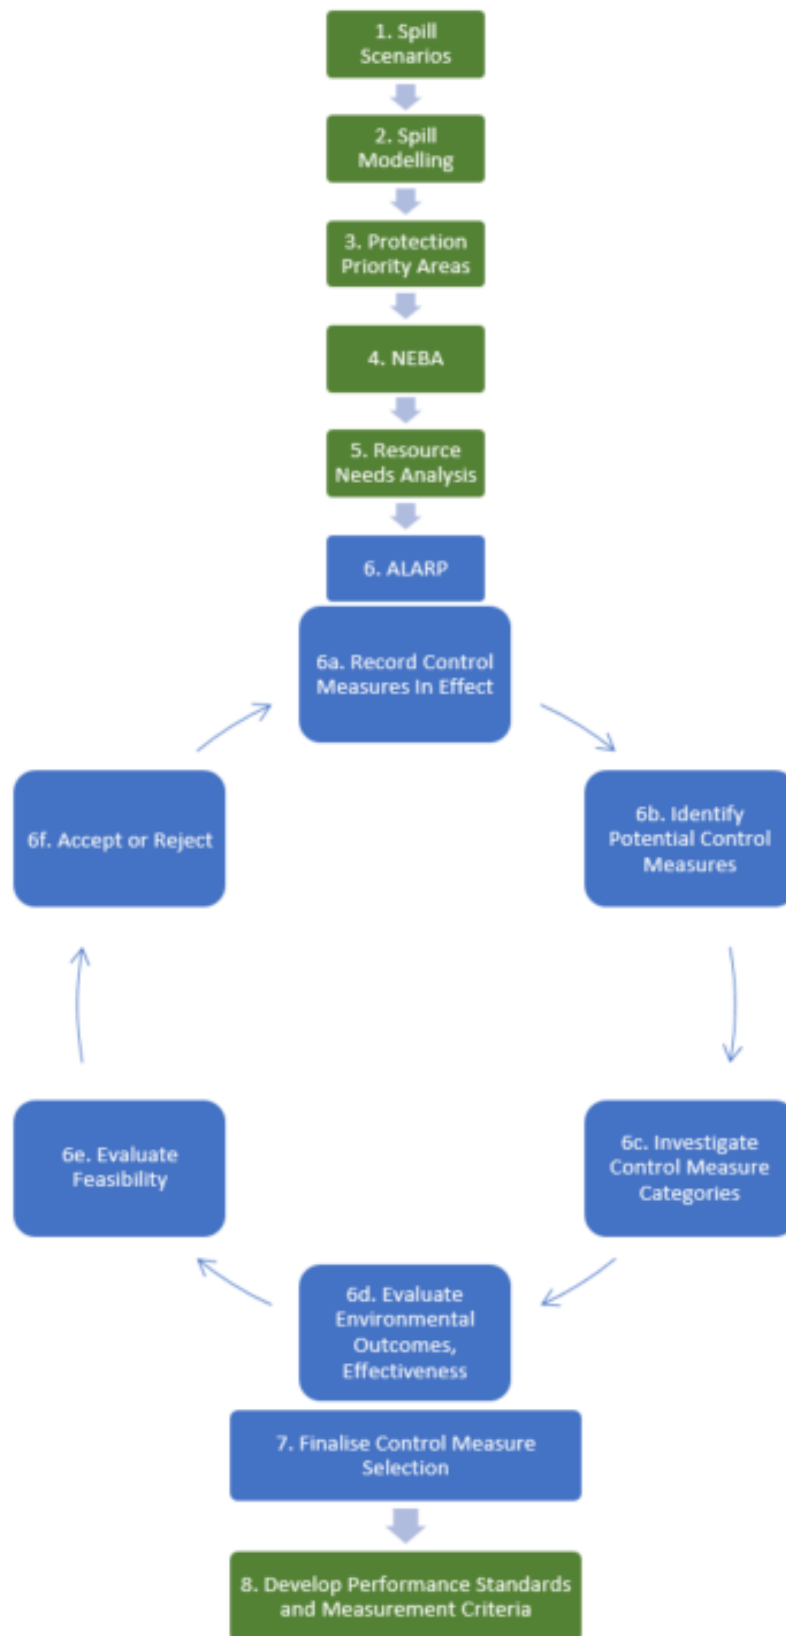 1. Spill
Scenarios
2. Spill
Modelling
3. Protection
Priority Areas
4. NEBA
5. Resource
Needs Analysis
6. ALARP
6a. Record Control
Measures In Effect
6b. Identify
Potential Control
Measures
6c. Investigate
Control Measure
Categories
6d. Evaluate
Environmental
Outcomes,
Effectiveness
6e. Evaluate
Feasibility
6f. Accept or Reject
7. Finalise Control Measure
Selection
8. Develop Performance Standards
and Measurement Criteria